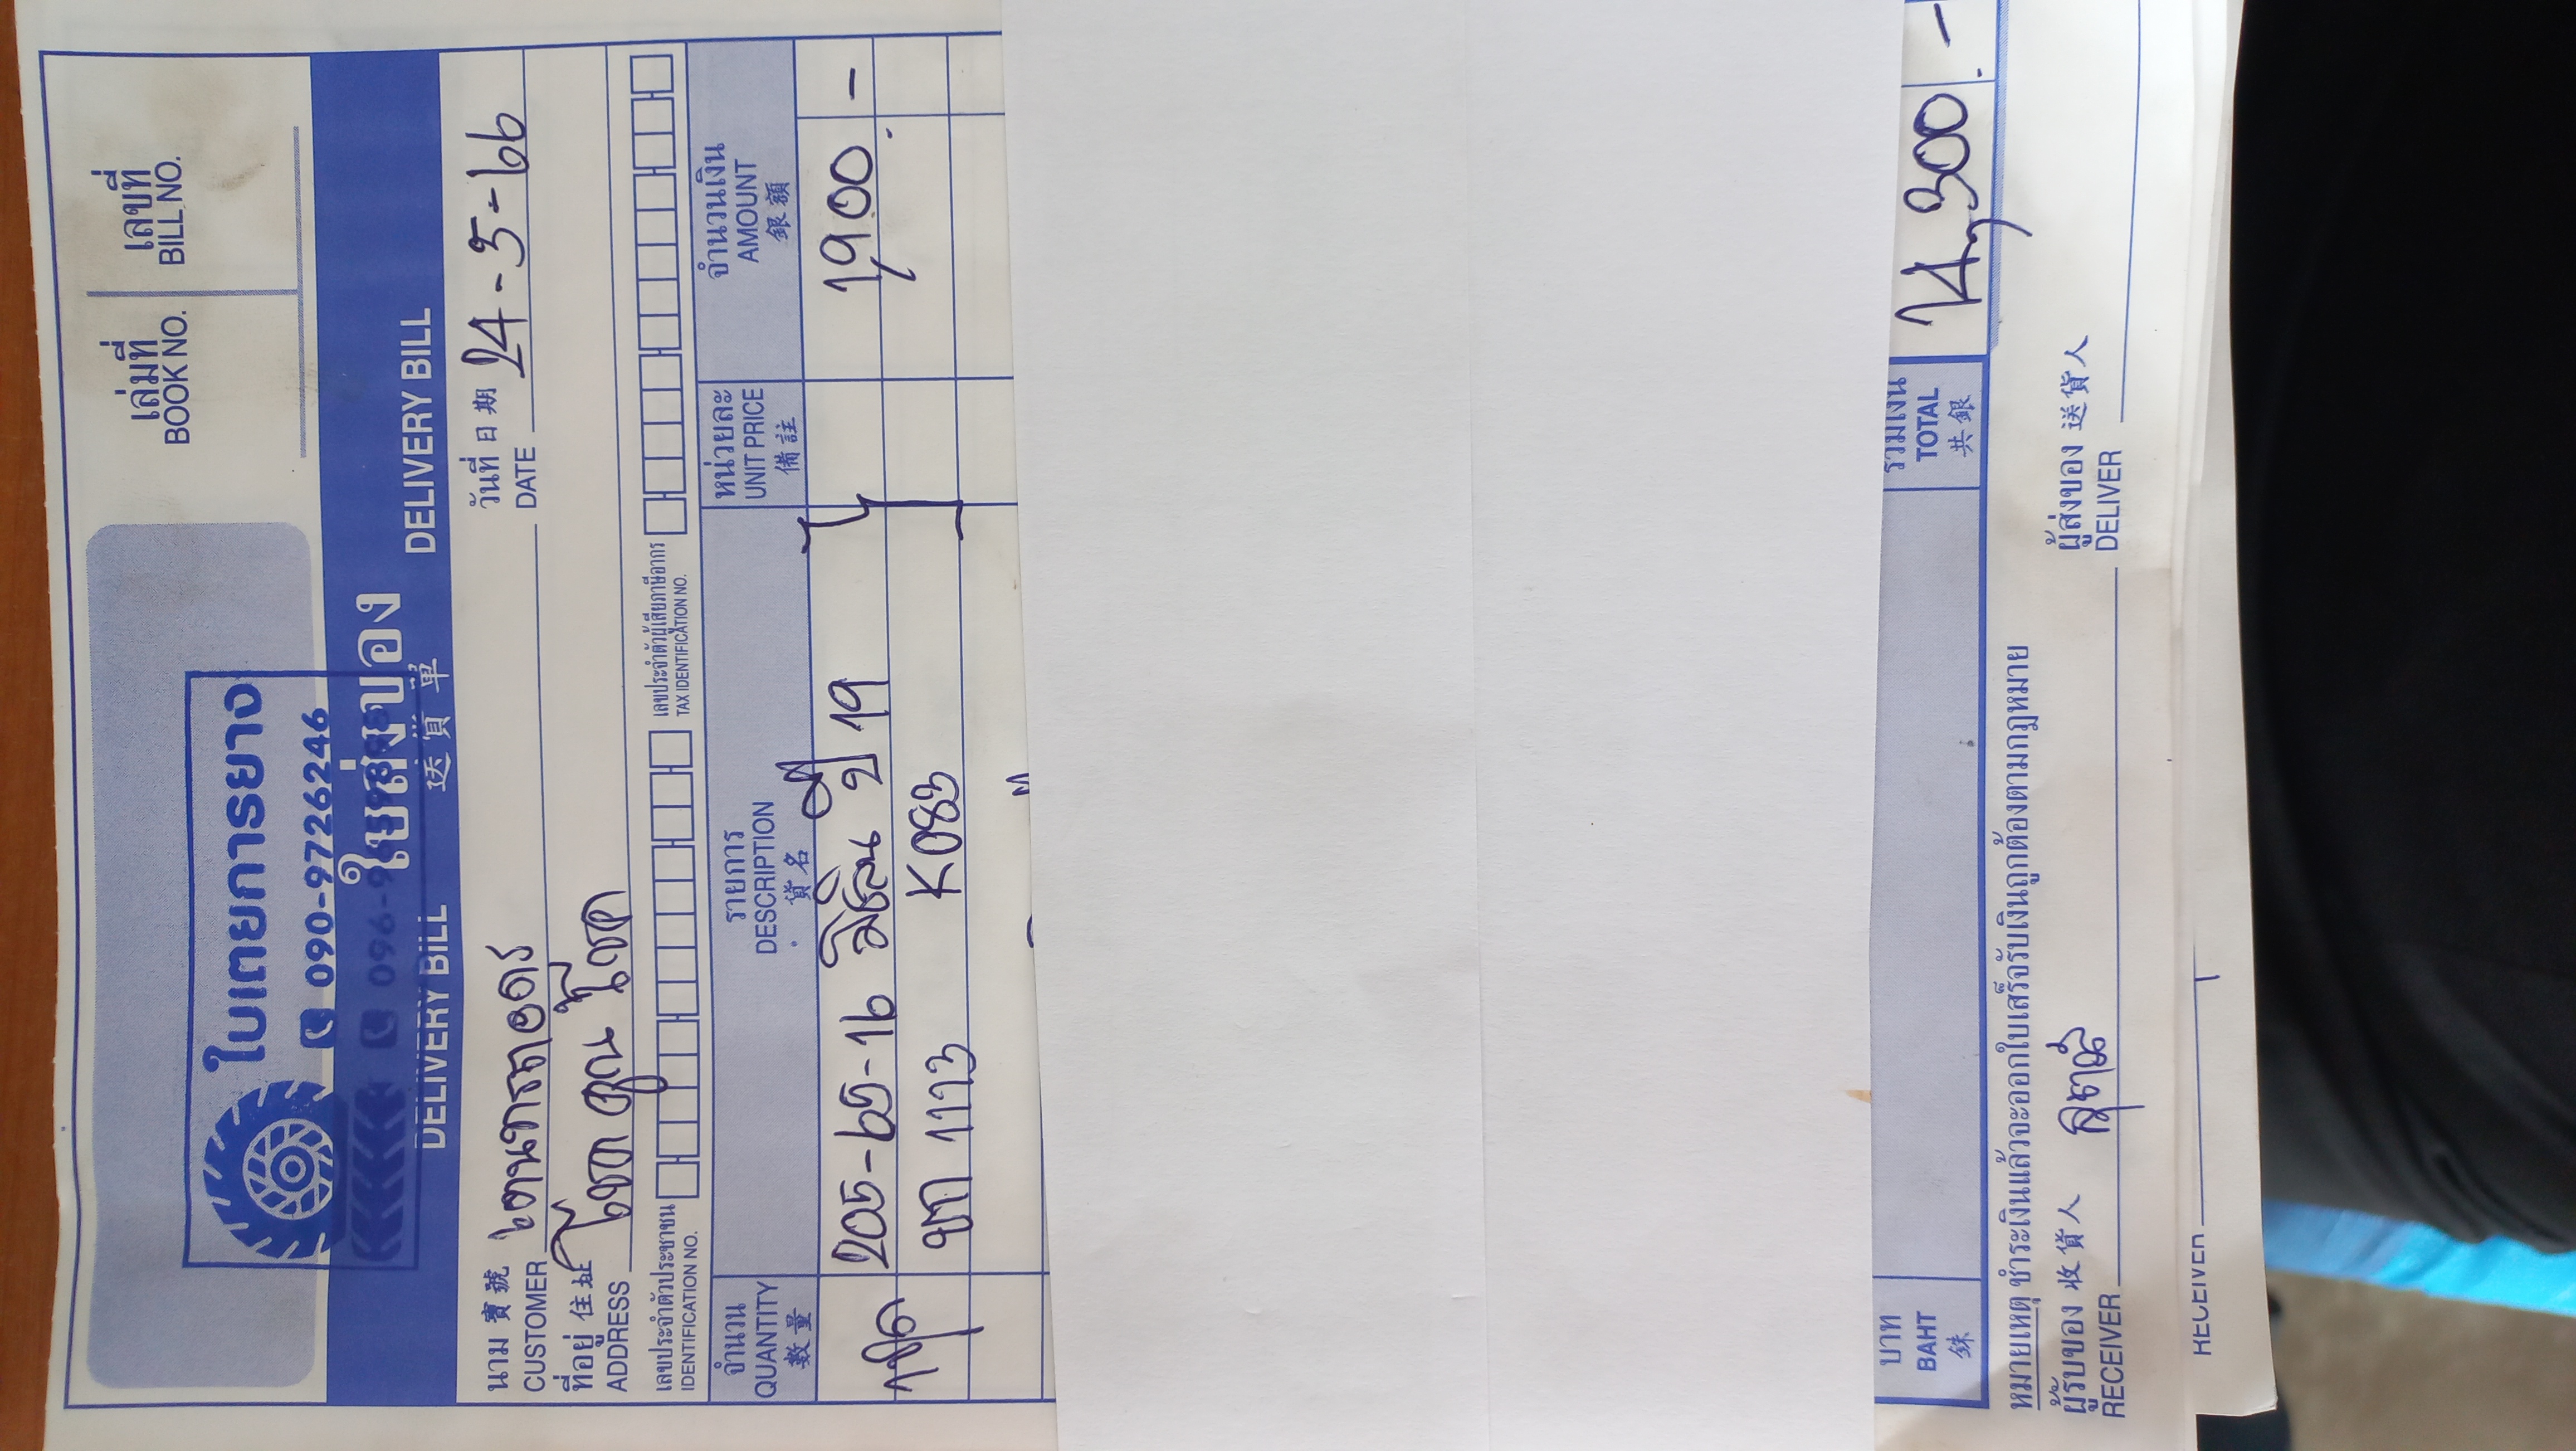 เล่มที่ เลขที่
BOOK NO. BILL NO.
ใบเตยการยาง
090-9726246
ใบส่งของ
DELIVERY BILL 送貨單 DELIVERY BILL
นาม 寶號 วันที่ 日期
CUSTOMER DATE 24-5-66
ที่อยู่ 住址
ADDRESS
เลขประจำตัวประชาชน เลขประจำตัวผู้เสียภาษีอากร
IDENTIFICATION NO. TAX IDENTIFICATION NO.
จำนวน รายการ หน่วยละ จำนวนเงิน
QUANTITY DESCRIPTION UNIT PRICE AMOUNT
數量 貨名 備註 銀額
205-65-16 ปี 19 1,900.-
1113 K083
บาท รวมเงิน
BAHT TOTAL 14,300.-
銖 共銀
หมายเหตุ ชำระเงินแล้วจะออกใบเสร็จรับเงินถูกต้องตามกฎหมาย
ผู้รับของ 收貨人 ผู้ส่งของ 送貨人
RECEIVER DELIVER
RECEIVER